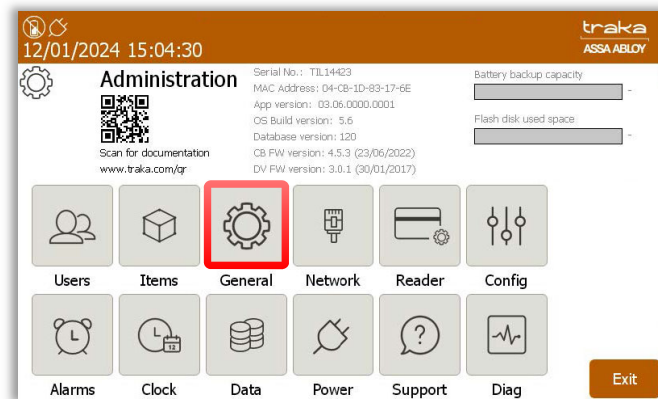 traka
12/01/2024 15:04:30
ASSA ABLOY
Administration
Scan for documentation
www.traka.com/qr
Serial No.: TIL14423
MAC Address: 04-CB-1D-83-17-6E
App version: 03.06.0000.0001
OS Build version: 5.6
Database version: 120
CB FW version: 4.5.3 (23/06/2022)
DV FW version: 3.0.1 (30/01/2017)
Battery backup capacity
-
Flash disk used space
-
Users Items General Network Reader Config
12
Alarms Clock Data Power Support Diag
Exit